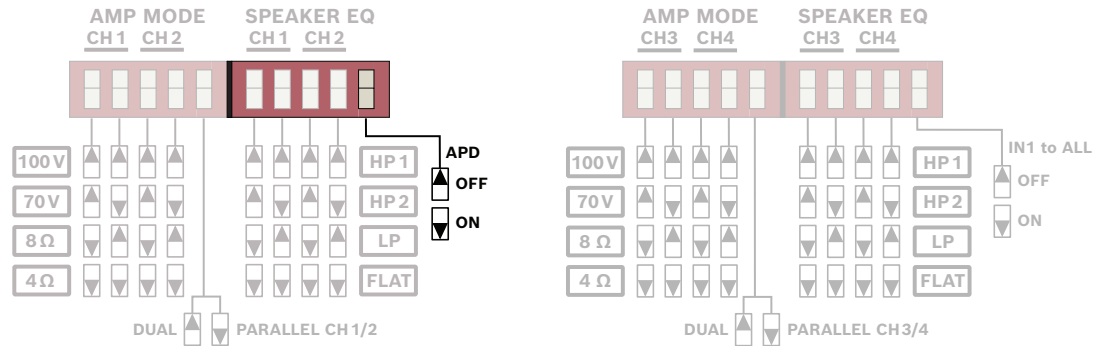 AMP MODE SPEAKER EQ AMP MODE SPEAKER EQ
CH 1 CH 2 CH 1 CH 2 CH3 CH4 CH3 CH4
APD
IN1 to ALL
100 V HP 1 100 V HP 1
OFF OFF
70 V HP 2 70 V HP 2
ON ON
8 Ω LP 8 Ω LP
4 Ω FLAT 4 Ω FLAT
DUAL PARALLEL CH 1/2 DUAL PARALLEL CH 3/4